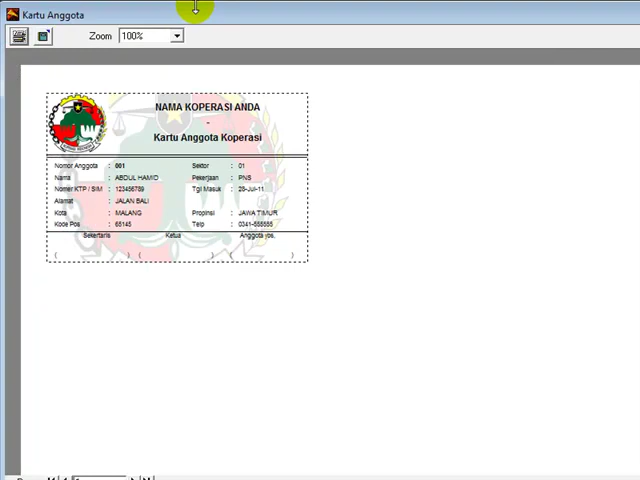 Kartu Anggota
Zoom 100%
NAMA KOPERASI ANDA
-
Kartu Anggota Koperasi
Nomor Anggota : 001 Sektor : 01
Nama : ABDUL HAMID Pekerjaan : PNS
Nomer KTP / SIM : 123456789 Tgl Masuk : 28-Jul-11
Alamat : JALAN BALI
Kota : MALANG Propinsi : JAWA TIMUR
Kode Pos : 65145 Telp : 0341-555555
Sekertaris Ketua Anggota ybs,
( ) ( ) ( )